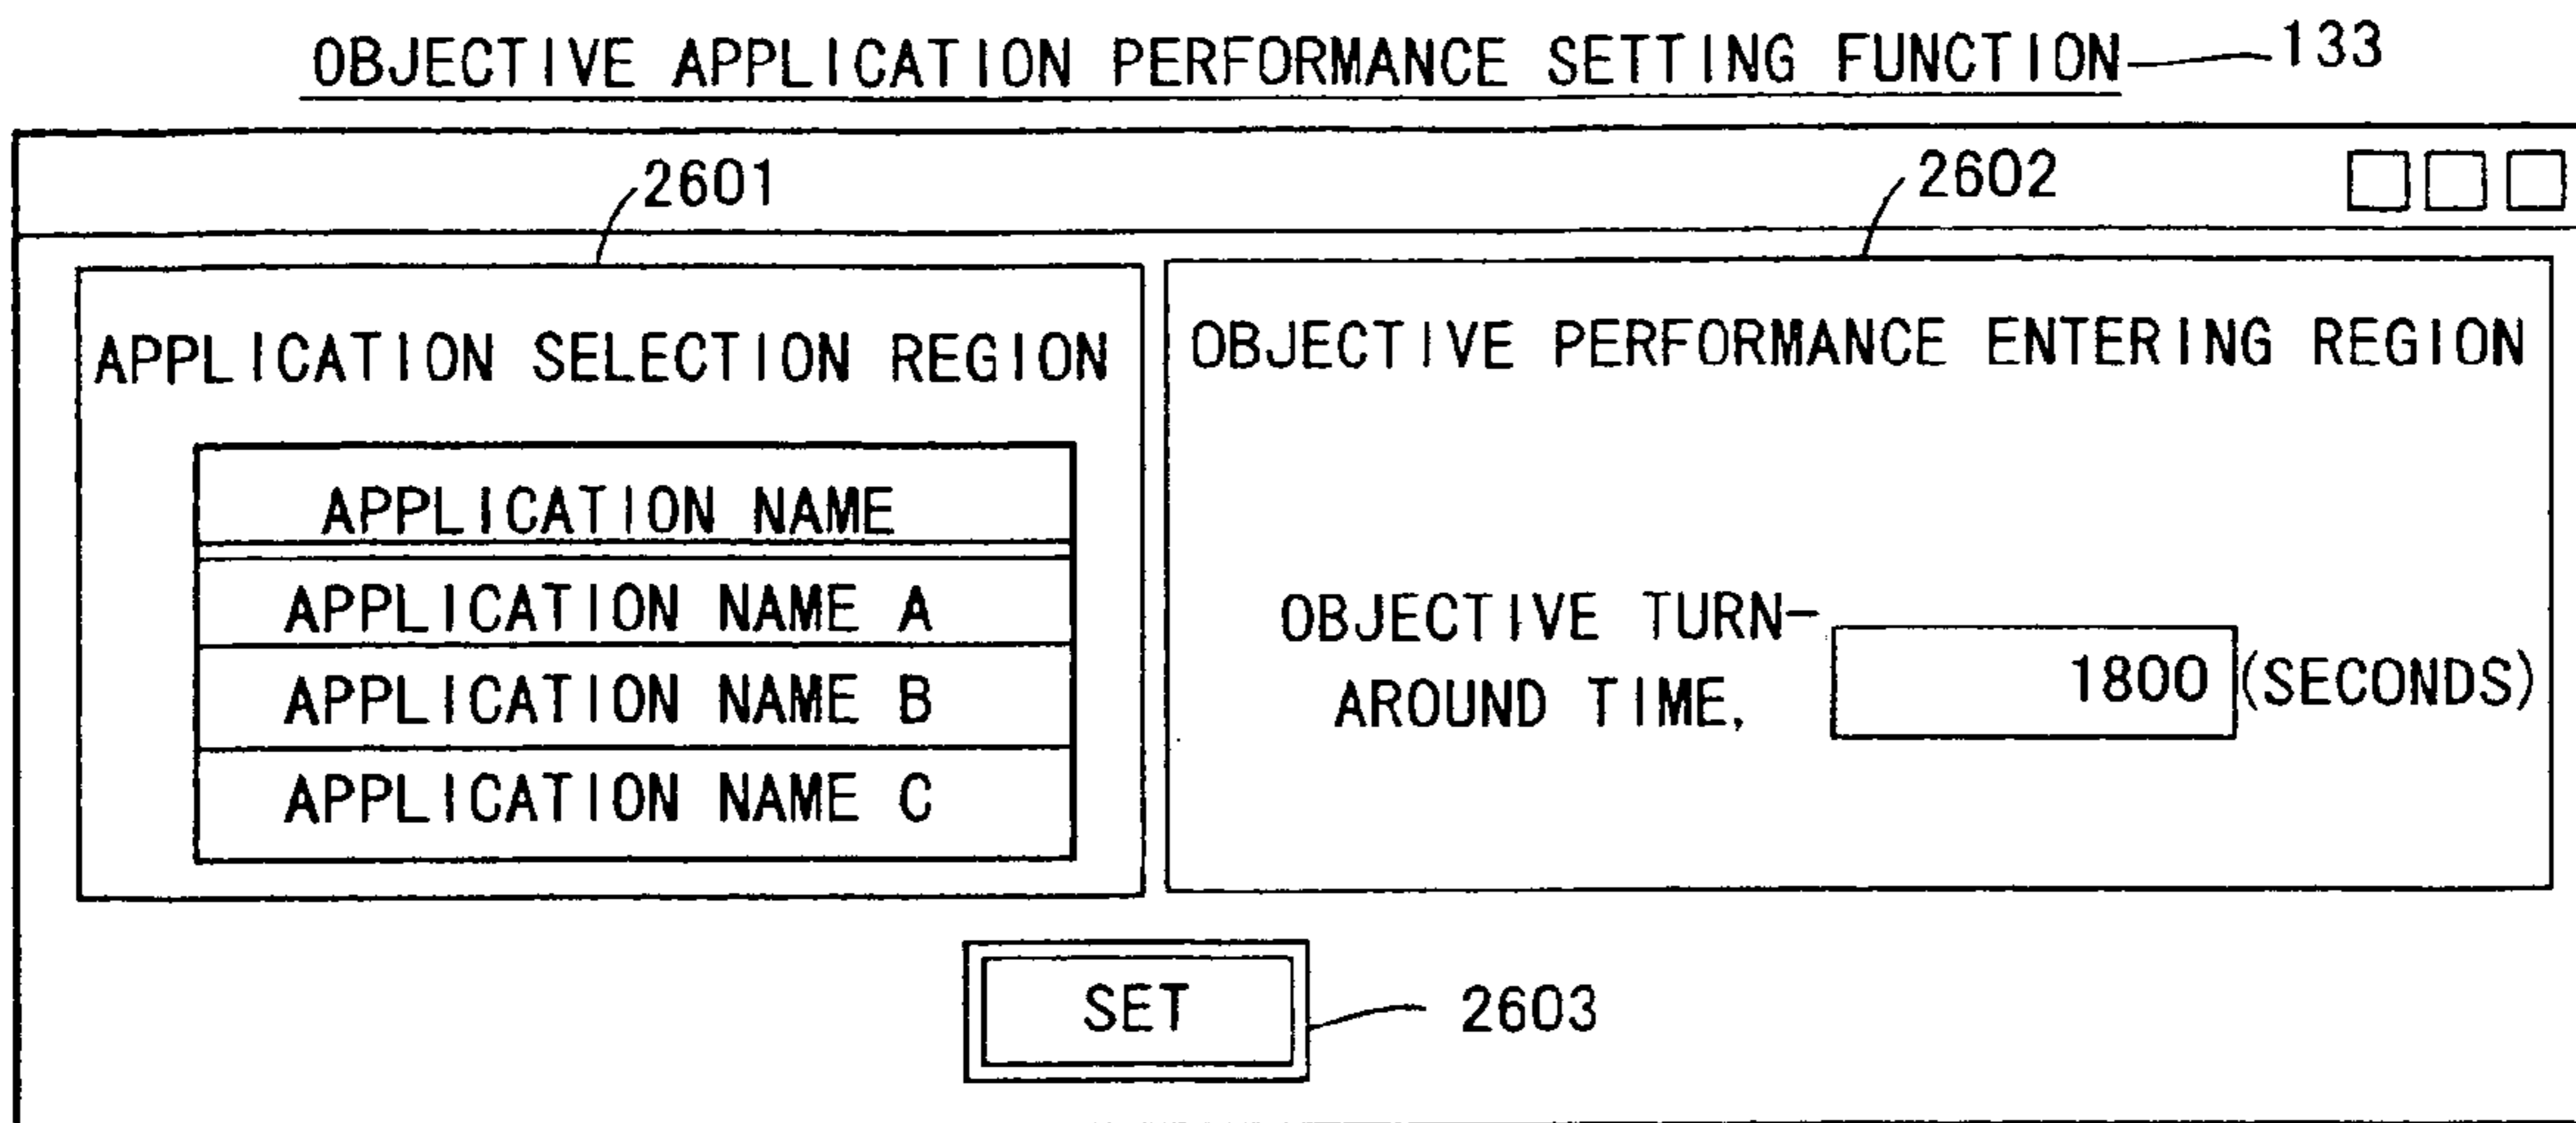 OBJECTIVE APPLICATION PERFORMANCE SETTING FUNCTION 133
2601
2602
APPLICATION SELECTION REGION
APPLICATION NAME
APPLICATION NAME A
APPLICATION NAME B
APPLICATION NAME C
OBJECTIVE PERFORMANCE ENTERING REGION
OBJECTIVE TURN-
AROUND TIME,
1800 (SECONDS)
SET
2603